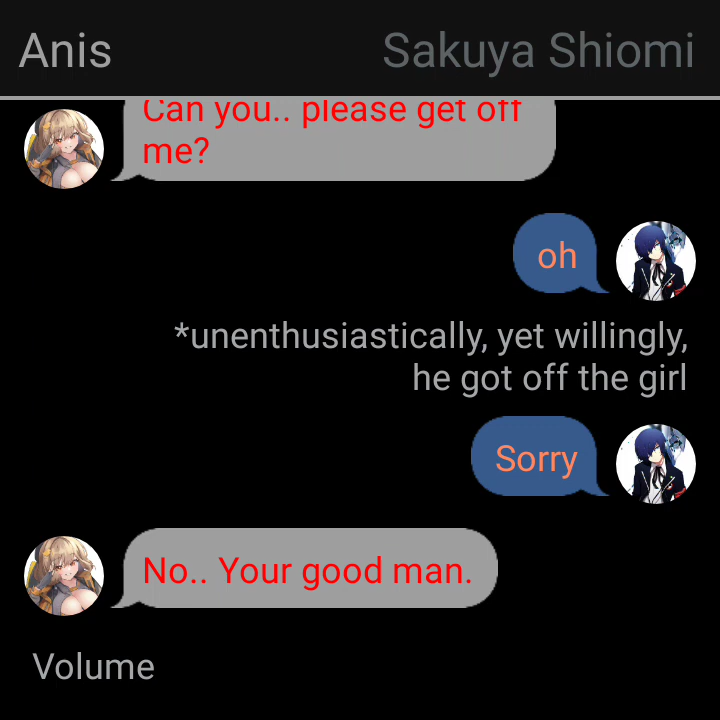 Anis
Sakuya Shiomi
Can you.. please get off
me?
oh
*unenthusiastically, yet willingly,
he got off the girl
Sorry
No.. Your good man.
Volume